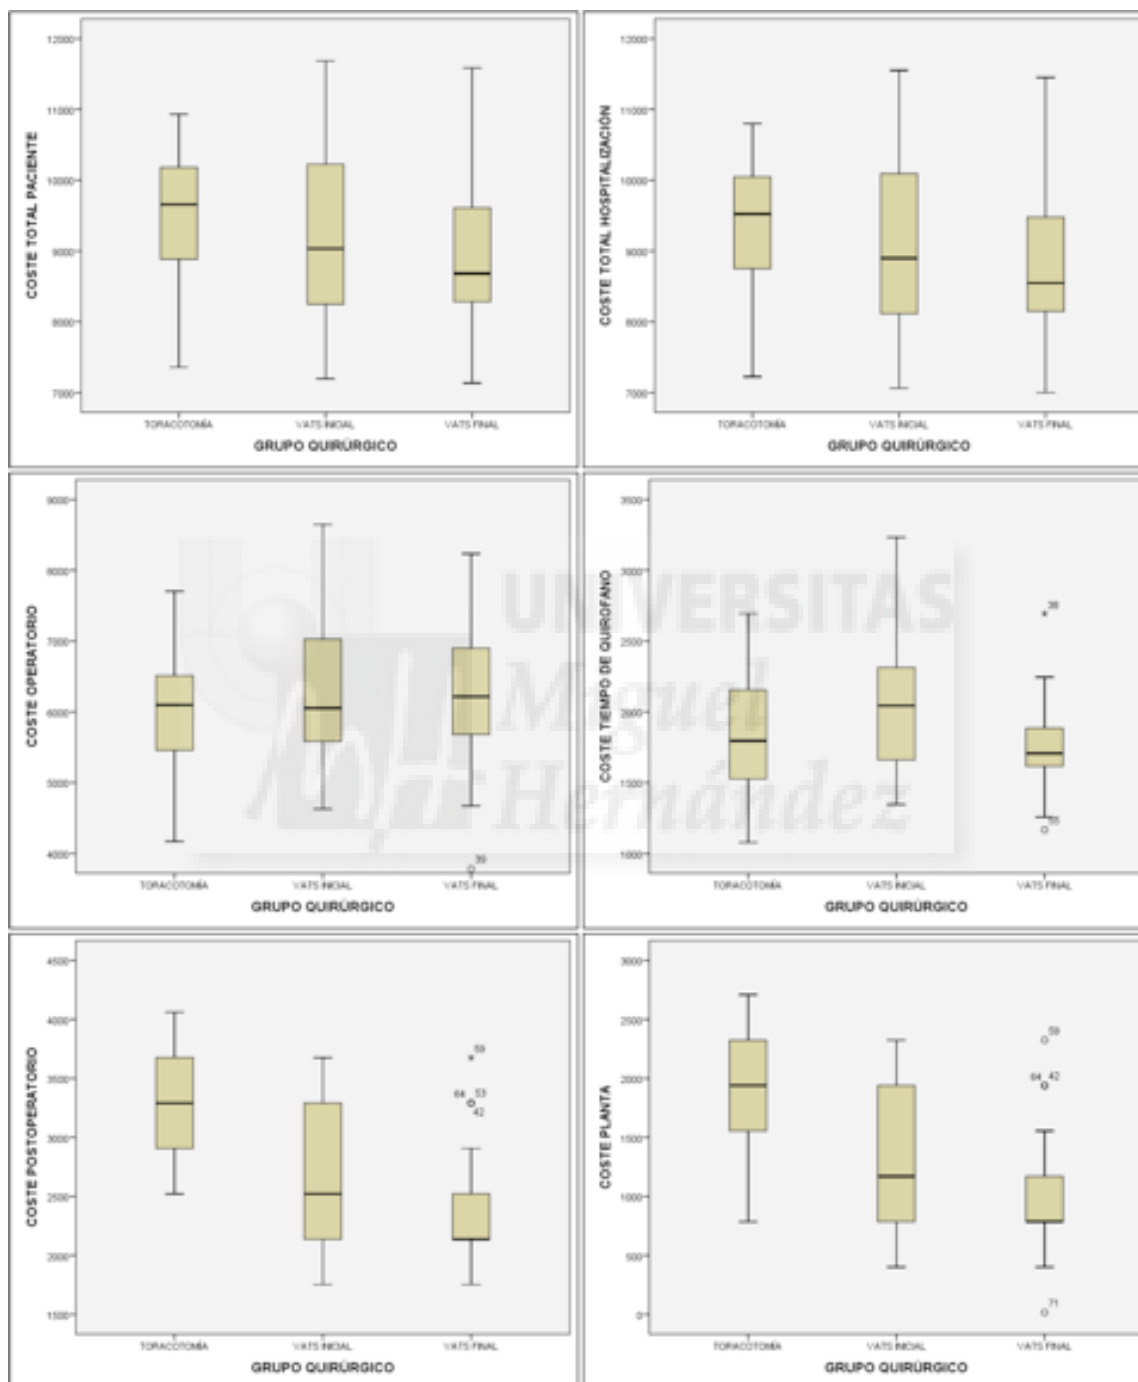 12000
11000
10000
9000
8000
7000
COSTE TOTAL PACIENTE
TORACOTOMÍA VATS INICIAL VATS FINAL
GRUPO QUIRÚRGICO
12000
11000
10000
9000
8000
7000
COSTE TOTAL HOSPITALIZACIÓN
TORACOTOMÍA VATS INICIAL VATS FINAL
GRUPO QUIRÚRGICO
9000
8000
7000
6000
5000
4000
COSTE OPERATORIO
39
TORACOTOMÍA VATS INICIAL VATS FINAL
GRUPO QUIRÚRGICO
3500
3000
2500
2000
1500
1000
COSTE TIEMPO DE QUIROFANO
38
55
TORACOTOMÍA VATS INICIAL VATS FINAL
GRUPO QUIRÚRGICO
UNIVERSITAS
Miguel
Hernández
4500
4000
3500
3000
2500
2000
1500
COSTE POSTOPERATORIO
59
64 53
42
TORACOTOMÍA VATS INICIAL VATS FINAL
GRUPO QUIRÚRGICO
3000
2500
2000
1500
1000
500
0
COSTE PLANTA
59
64 42
71
TORACOTOMÍA VATS INICIAL VATS FINAL
GRUPO QUIRÚRGICO